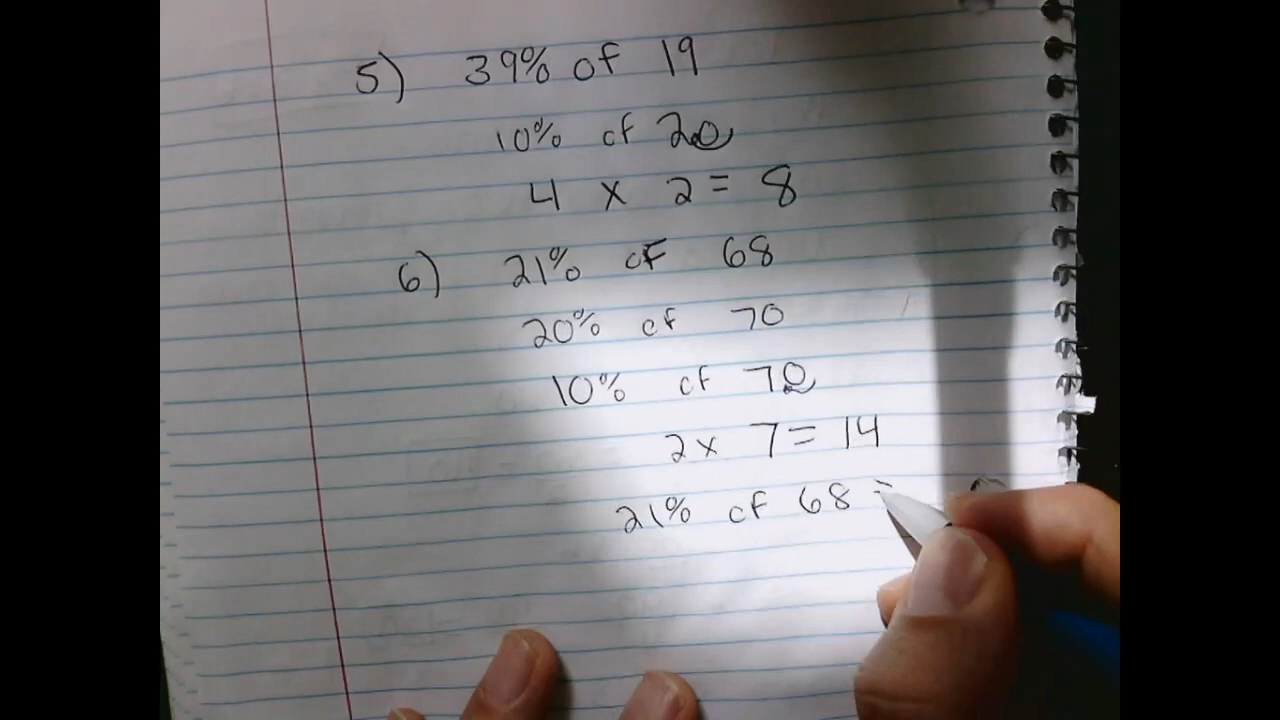 5) 39% of 19
10% of 20
4 x 2 = 8
6) 21% of 68
20% of 70
10% of 70
2 x 7 = 14
21% of 68 =